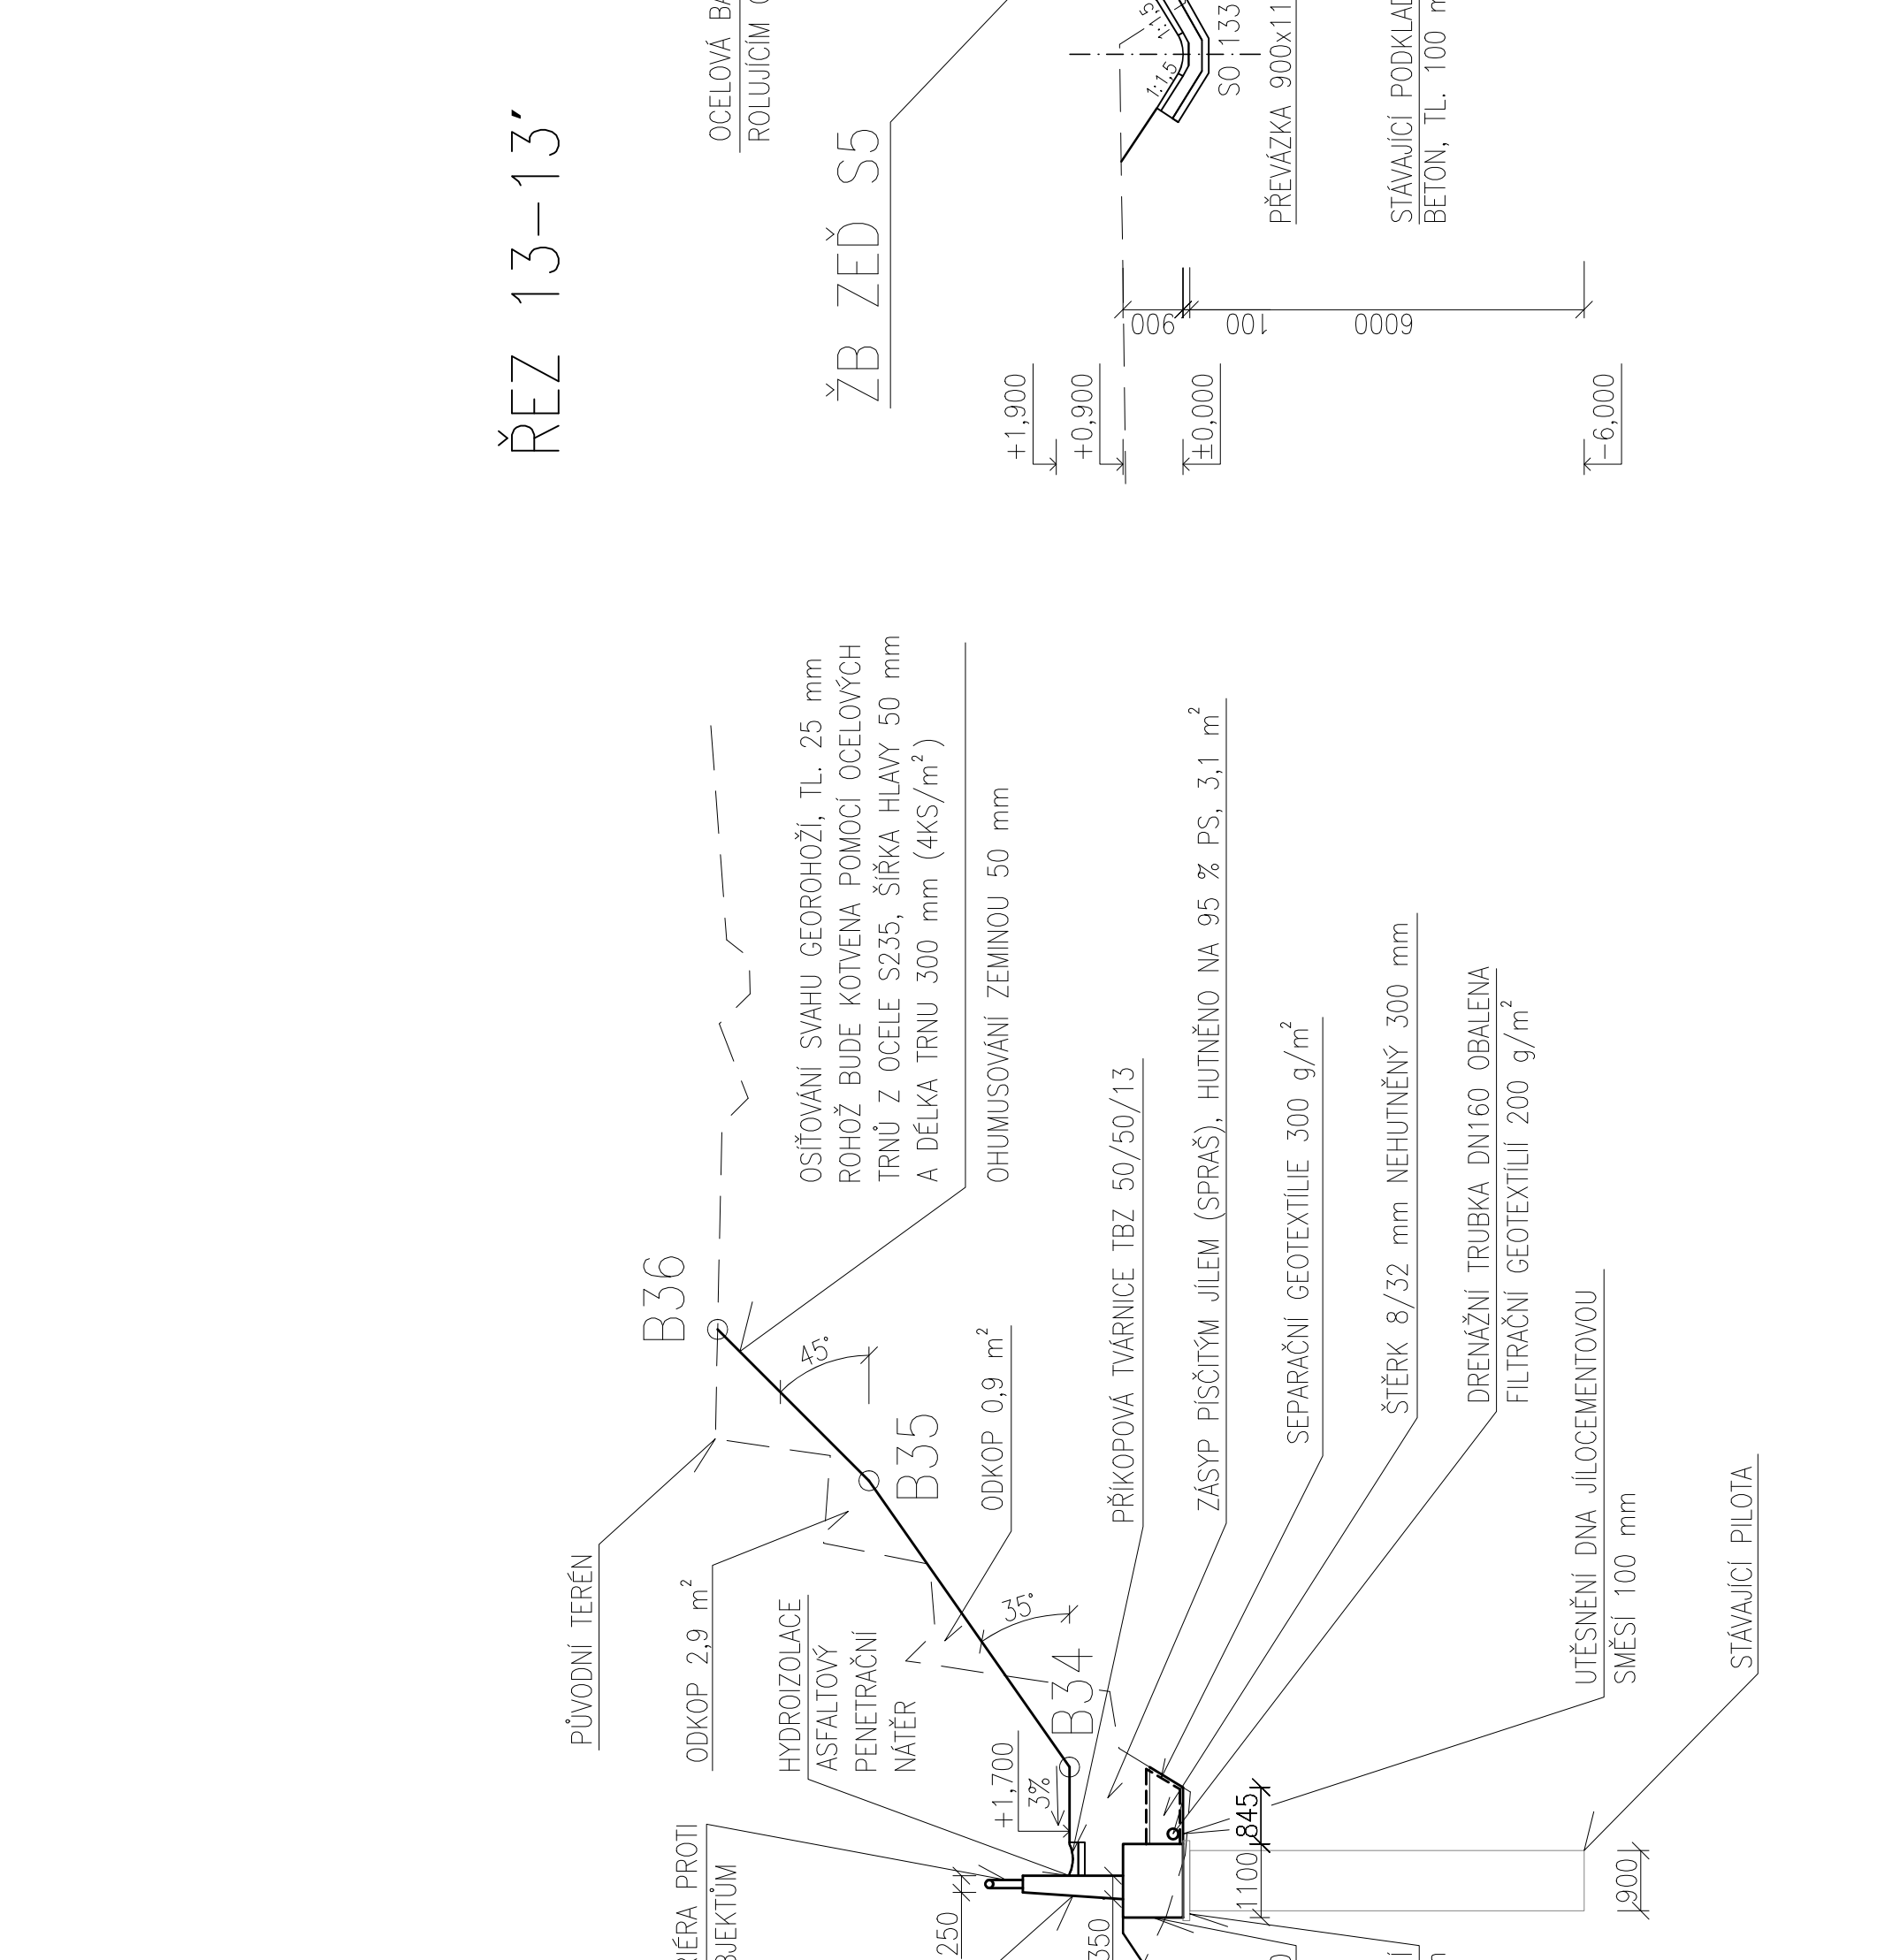 ŘEZ 13–13′
OCELOVÁ
ROLUJÍCÍM
ŽB ZEĎ S5
1:1,5
1:1,5
SO 133
PŘEVÁZKA
STÁVAJÍCÍ
BETON, TL. 100
900
100
6000
+1,900
+0,900
±0,000
-6,000
B36
45°
B35
35°
B34
OSÍŤOVÁNÍ SVAHU GEOROHOŽÍ, TL. 25 mm
ROHOŽ BUDE KOTVENA POMOCÍ OCELOVÝCH
TRNŮ Z OCELE S235, ŠÍŘKA HLAVY 50 mm
A DÉLKA TRNU 300 mm (4KS/m²)
OHUMUSOVÁNÍ ZEMINOU 50 mm
PŮVODNÍ TERÉN
ODKOP 2,9 m²
HYDROIZOLACE
ASFALTOVÝ
PENETRAČNÍ
NÁTĚR
ODKOP 0,9 m²
+1,700
3%
PŘÍKOPOVÁ TVÁRNICE TBZ 50/50/13
ZÁSYP PÍSČITÝM JÍLEM (SPRAŠ), HUTNĚNO NA 95 % PS, 3,1 m²
SEPARAČNÍ GEOTEXTÍLIE 300 g/m²
ŠTĚRK 8/32 mm NEHUTNĚNÝ 300 mm
DRENÁŽNÍ TRUBKA DN160 OBALENA
FILTRAČNÍ GEOTEXTÍLIÍ 200 g/m²
UTĚSNĚNÍ DNA JÍLOCEMENTOVOU
SMĚSÍ 100 mm
STÁVAJÍCÍ PILOTA
PROTI
250
350
1100
845
900